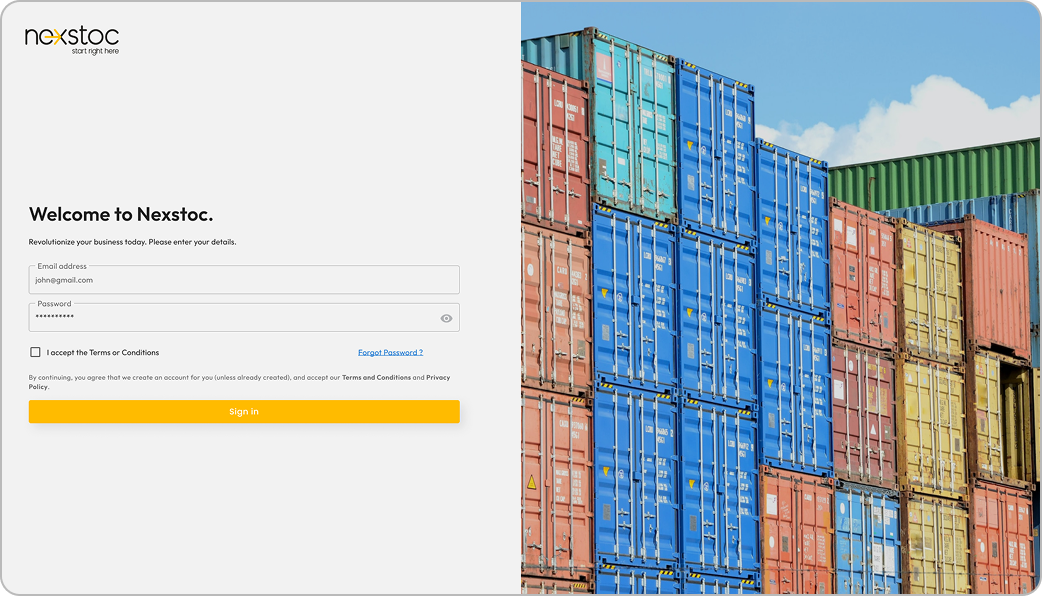 nexstoc
start right here
Welcome to Nexstoc.
Revolutionize your business today. Please enter your details.
Email address
john@gmail.com
Password
**********
I accept the Terms or Conditions
Forgot Password ?
By continuing, you agree that we create an account for you (unless already created), and accept our Terms and Conditions and Privacy
Policy.
Sign in